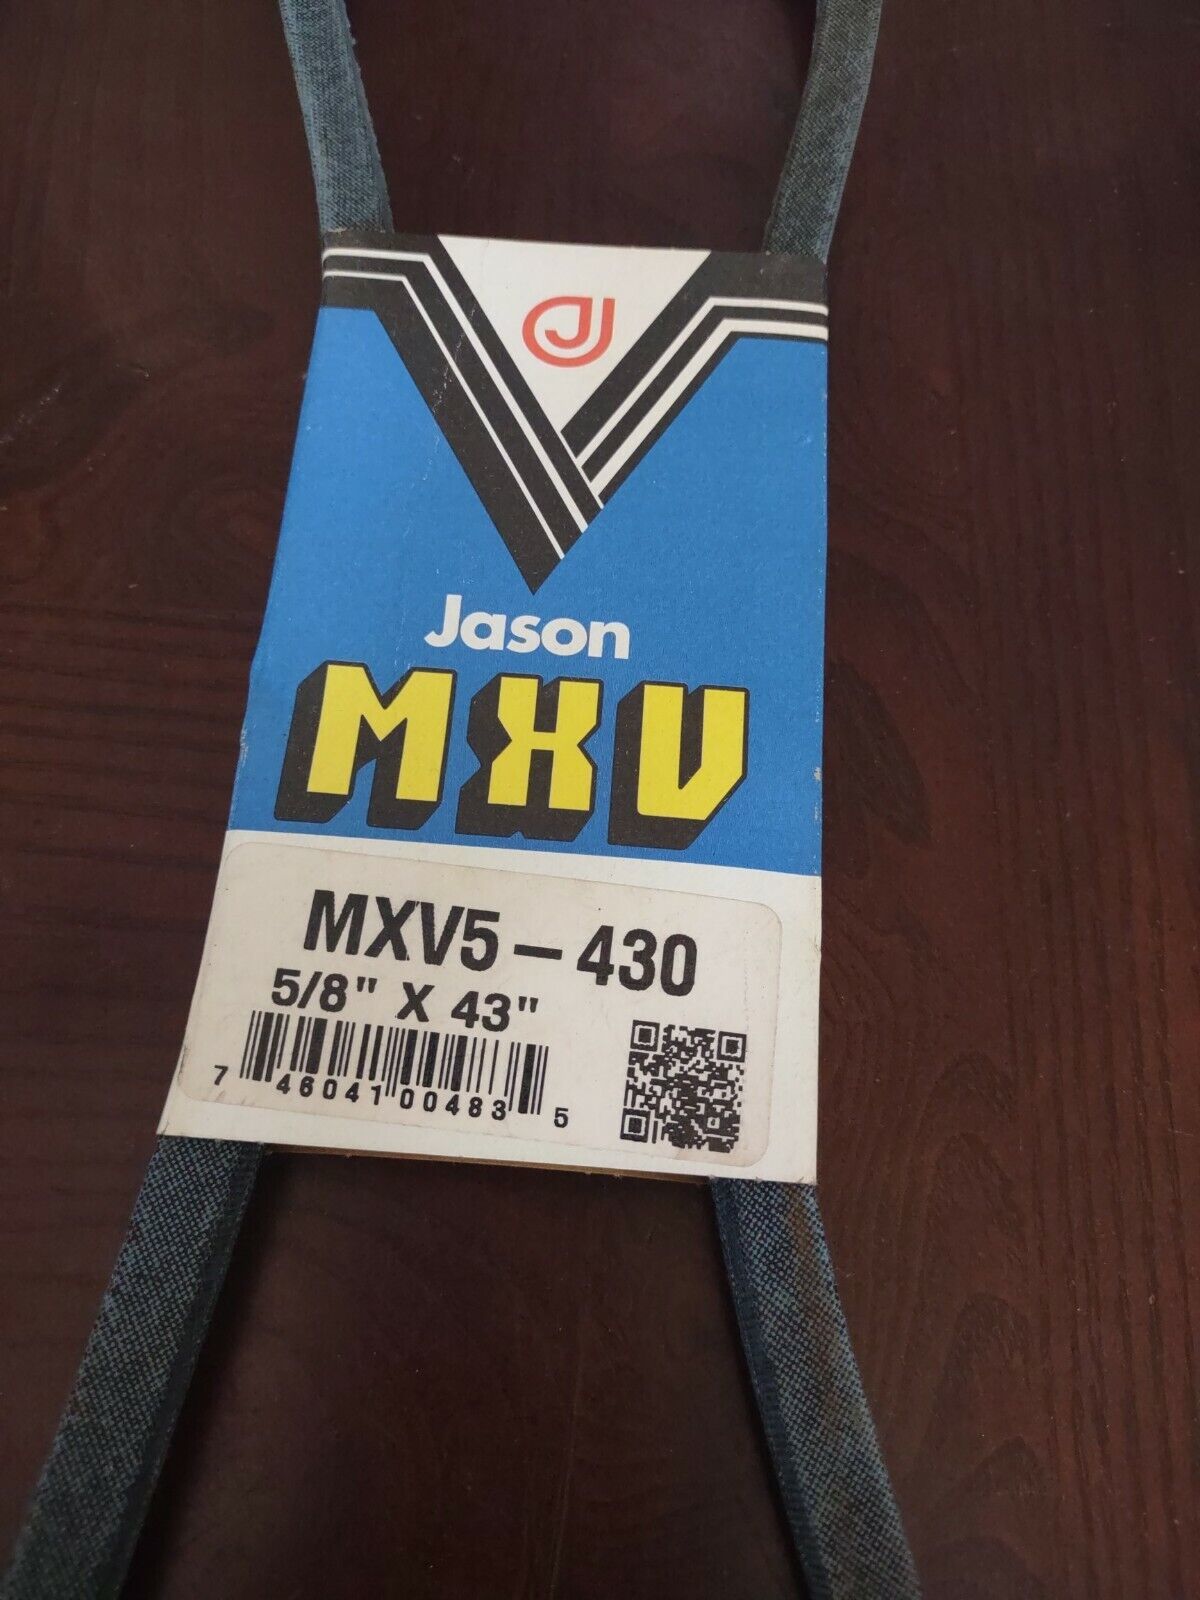 Jason
MXV
MXV5-430
5/8" X 43"
7 46041 00483 5